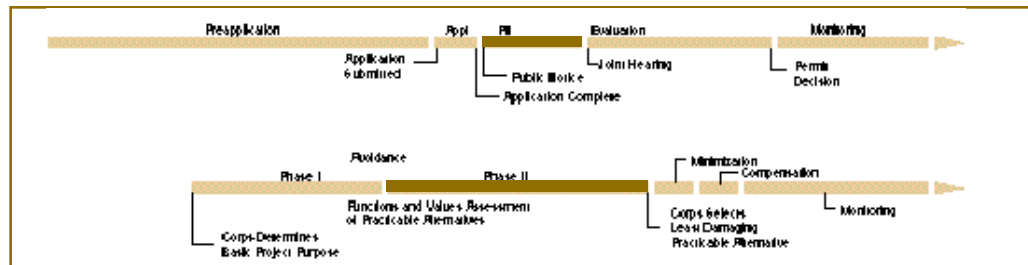 Preapplication
Appl
PN
Evaluation
Monitoring
Application
Submitted
Public Notice
Application Complete
Joint Hearing
Permit
Decision
Avoidance
Phase I
Phase II
Minimization
Compensation
Functions and Values Assessment
of Practicable Alternatives
Corps Determines
Basic Project Purpose
Corps Selects
Least Damaging
Practicable Alternative
Monitoring